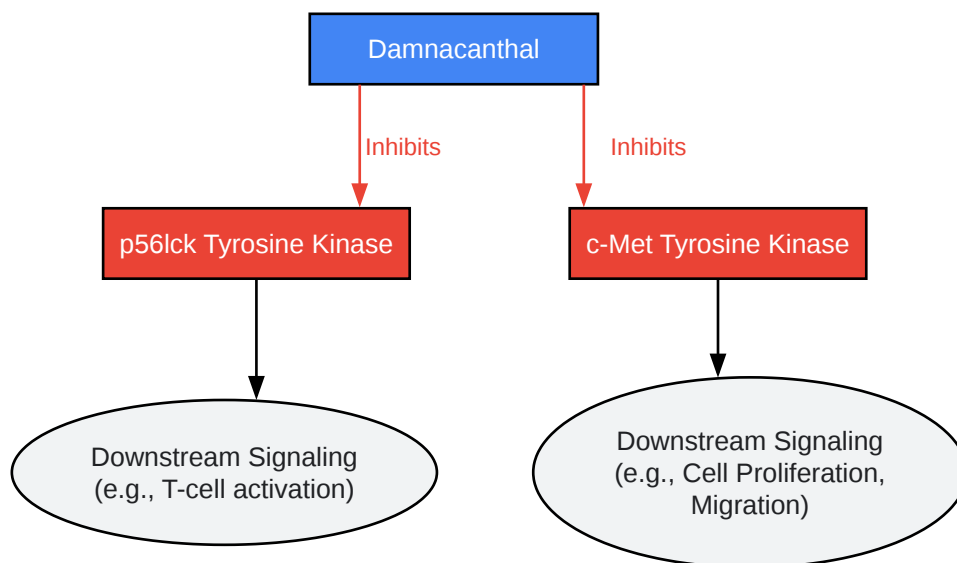 Damnacanthal
Inhibits
Inhibits
p56lck Tyrosine Kinase
c-Met Tyrosine Kinase
Downstream Signaling
(e.g., T-cell activation)
Downstream Signaling
(e.g., Cell Proliferation,
Migration)